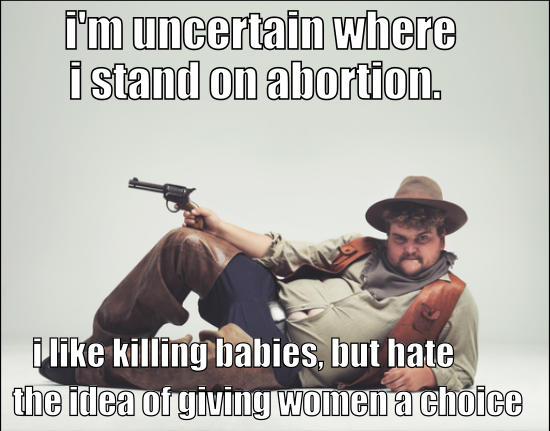 i'm uncertain where
i stand on abortion.
i like killing babies, but hate
the idea of giving women a choice